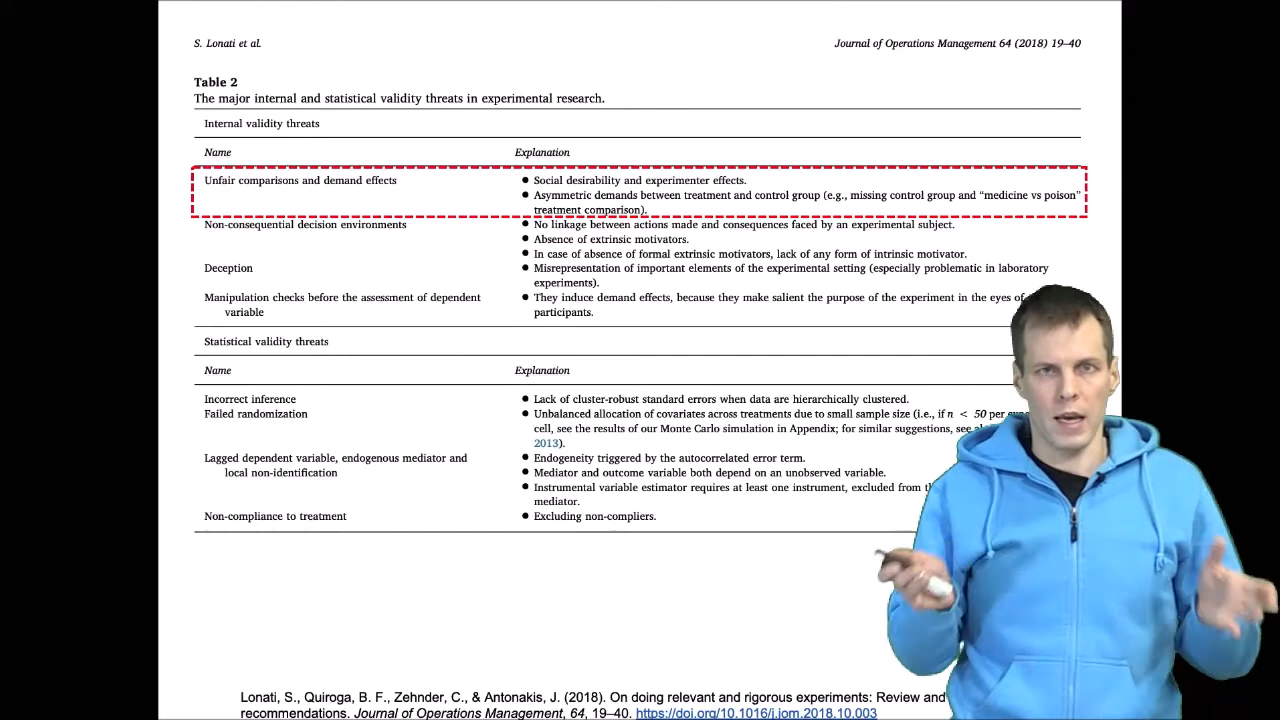 S. Lonati et al.
Journal of Operations Management 64 (2018) 19–40
Table 2
The major internal and statistical validity threats in experimental research.
Internal validity threats
Name Explanation
Unfair comparisons and demand effects ● Social desirability and experimenter effects.
● Asymmetric demands between treatment and control group (e.g., missing control group and “medicine vs poison”
treatment comparison).
Non-consequential decision environments ● No linkage between actions made and consequences faced by an experimental subject.
● Absence of extrinsic motivators.
● In case of absence of formal extrinsic motivators, lack of any form of intrinsic motivator.
Deception ● Misrepresentation of important elements of the experimental setting (especially problematic in laboratory
experiments).
Manipulation checks before the assessment of dependent ● They induce demand effects, because they make salient the purpose of the experiment in the eyes of
variable participants.
Statistical validity threats
Name Explanation
Incorrect inference ● Lack of cluster-robust standard errors when data are hierarchically clustered.
Failed randomization ● Unbalanced allocation of covariates across treatments due to small sample size (i.e., if n < 50 per
cell, see the results of our Monte Carlo simulation in Appendix; for similar suggestions, see
2013).
Lagged dependent variable, endogenous mediator and ● Endogeneity triggered by the autocorrelated error term.
local non-identification ● Mediator and outcome variable both depend on an unobserved variable.
● Instrumental variable estimator requires at least one instrument, excluded from
mediator.
Non-compliance to treatment ● Excluding non-compliers.
Lonati, S., Quiroga, B. F., Zehnder, C., & Antonakis, J. (2018). On doing relevant and rigorous experiments: Review and
recommendations. Journal of Operations Management, 64, 19–40. https://doi.org/10.1016/j.jom.2018.10.003